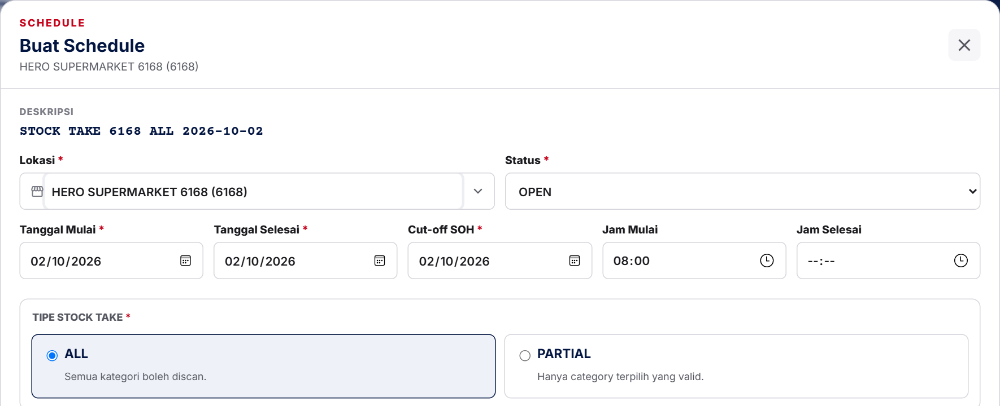 SCHEDULE
Buat Schedule
HERO SUPERMARKET 6168 (6168)
DESKRIPSI
STOCK TAKE 6168 ALL 2026-10-02
Lokasi * Status *
HERO SUPERMARKET 6168 (6168) OPEN
Tanggal Mulai * Tanggal Selesai * Cut-off SOH * Jam Mulai Jam Selesai
02/10/2026 02/10/2026 02/10/2026 08:00 --:--
TIPE STOCK TAKE *
ALL PARTIAL
Semua kategori boleh discan. Hanya category terpilih yang valid.